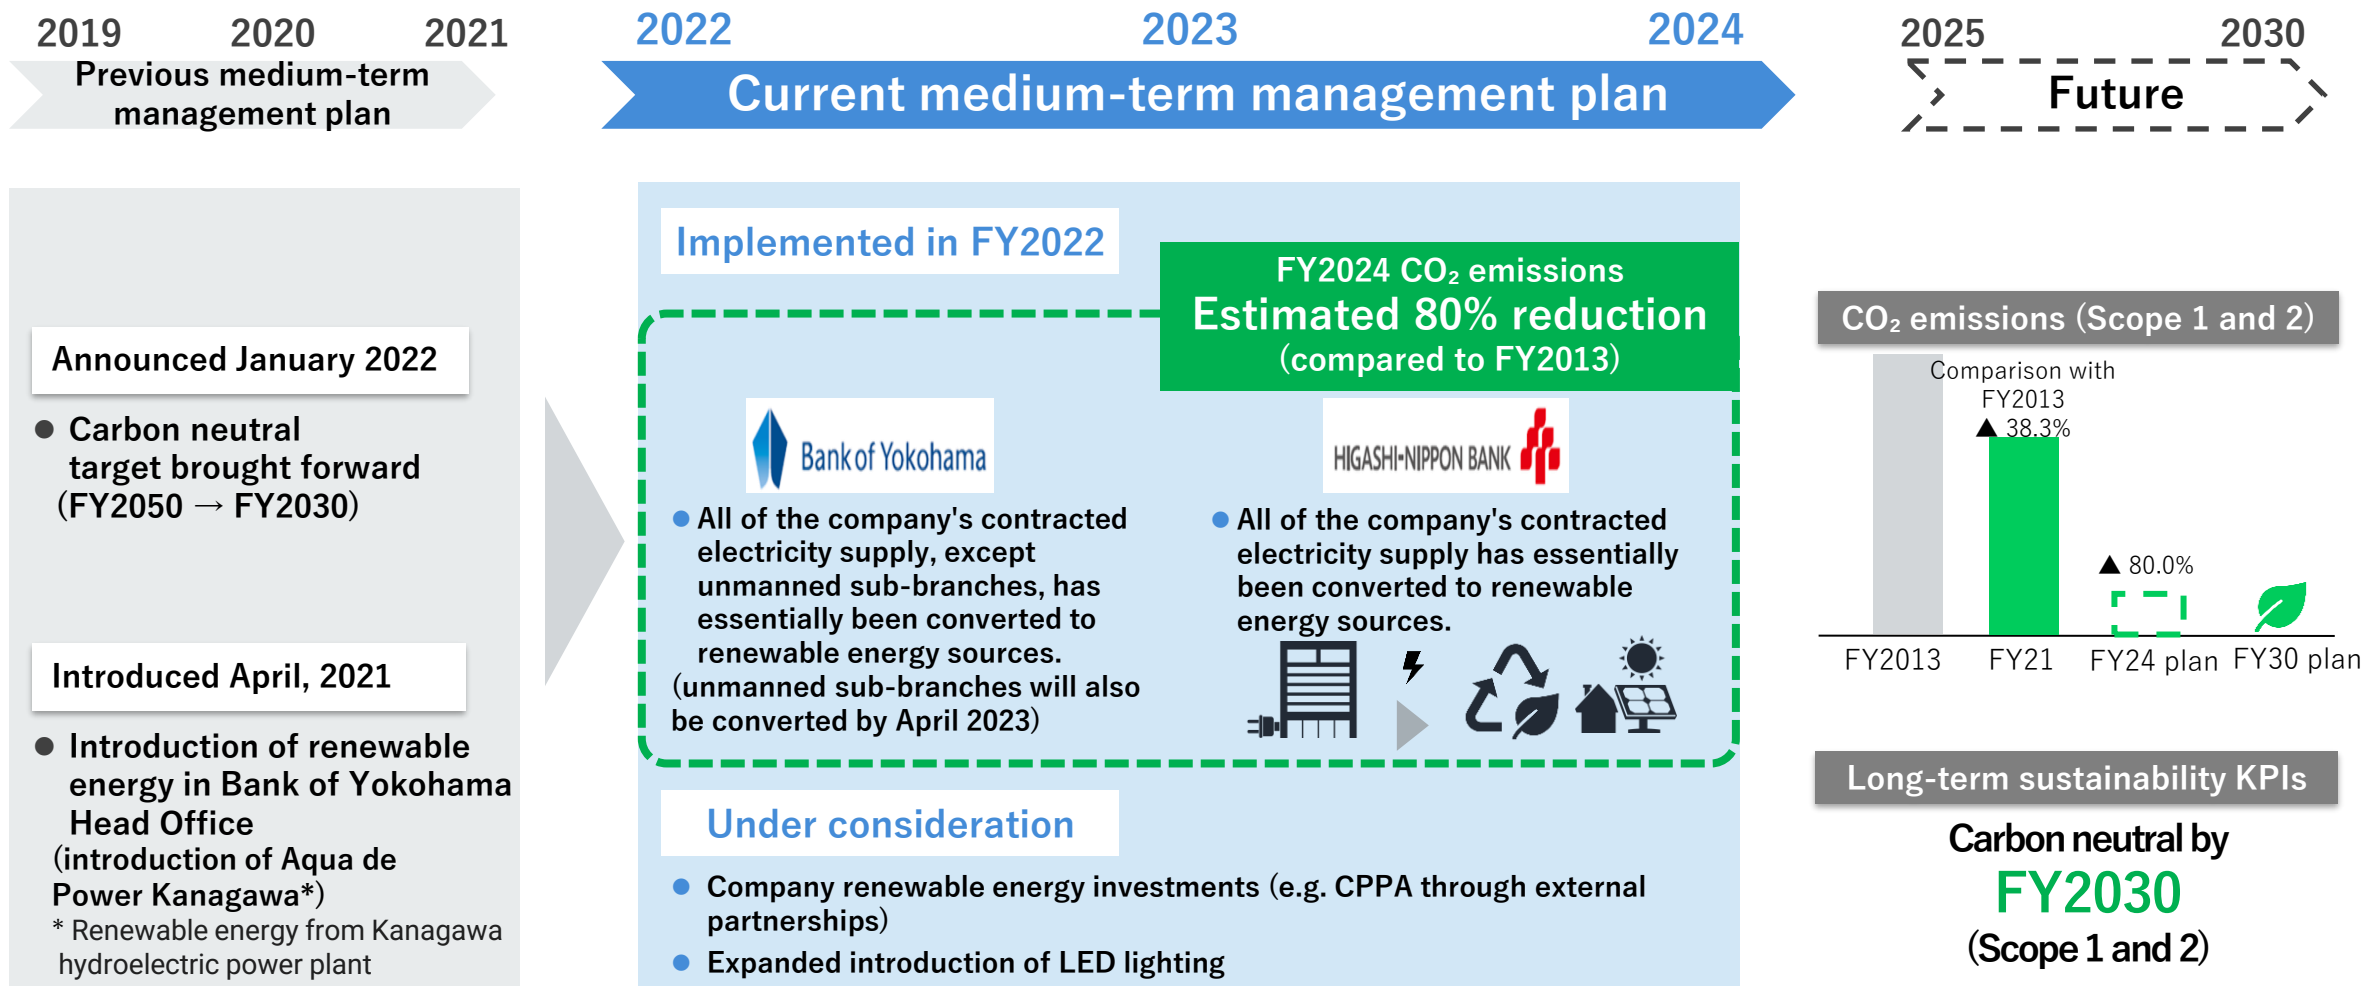 2019 2020 2021
Previous medium-term
management plan
2022 2023 2024
Current medium-term management plan
2025 2030
Future
Announced January 2022
● Carbon neutral
target brought forward
(FY2050 → FY2030)
Introduced April, 2021
● Introduction of renewable
energy in Bank of Yokohama
Head Office
(introduction of Aqua de
Power Kanagawa*)
* Renewable energy from Kanagawa
hydroelectric power plant
Implemented in FY2022
FY2024 CO₂ emissions
Estimated 80% reduction
(compared to FY2013)
Bank of Yokohama
● All of the company's contracted
electricity supply, except
unmanned sub-branches, has
essentially been converted to
renewable energy sources.
(unmanned sub-branches will also
be converted by April 2023)
HIGASHI-NIPPON BANK
● All of the company's contracted
electricity supply has essentially
been converted to renewable
energy sources.
Under consideration
● Company renewable energy investments (e.g. CPPA through external
partnerships)
● Expanded introduction of LED lighting
CO₂ emissions (Scope 1 and 2)
Comparison with
FY2013
▲ 38.3%
▲ 80.0%
FY2013 FY21 FY24 plan FY30 plan
Long-term sustainability KPIs
Carbon neutral by
FY2030
(Scope 1 and 2)